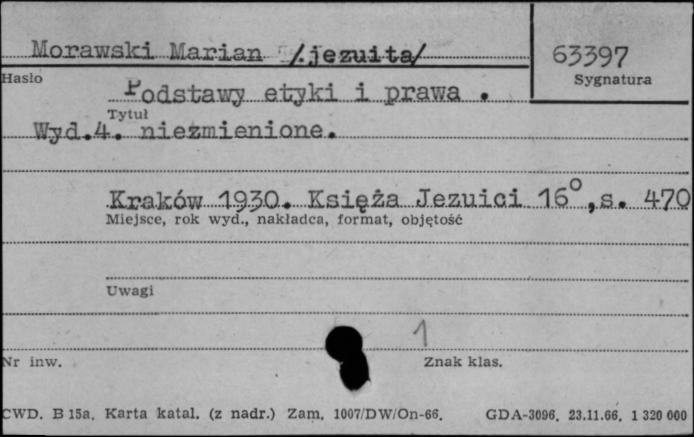 Morawski Marian /jezuita/
63397
Hasło
Sygnatura
Podstawy etyki i prawa .
Tytuł
Wyd.4. niezmienione.
Kraków 1930. Księża Jezuici 16°,s. 470
Miejsce, rok wyd., nakładca, format, objętość
Uwagi
1
Nr inw.
Znak klas.
CWD. B 15a. Karta katal. (z nadr.) Zam. 1007/DW/On-66. GDA-3096. 23.11.66. 1 320 000